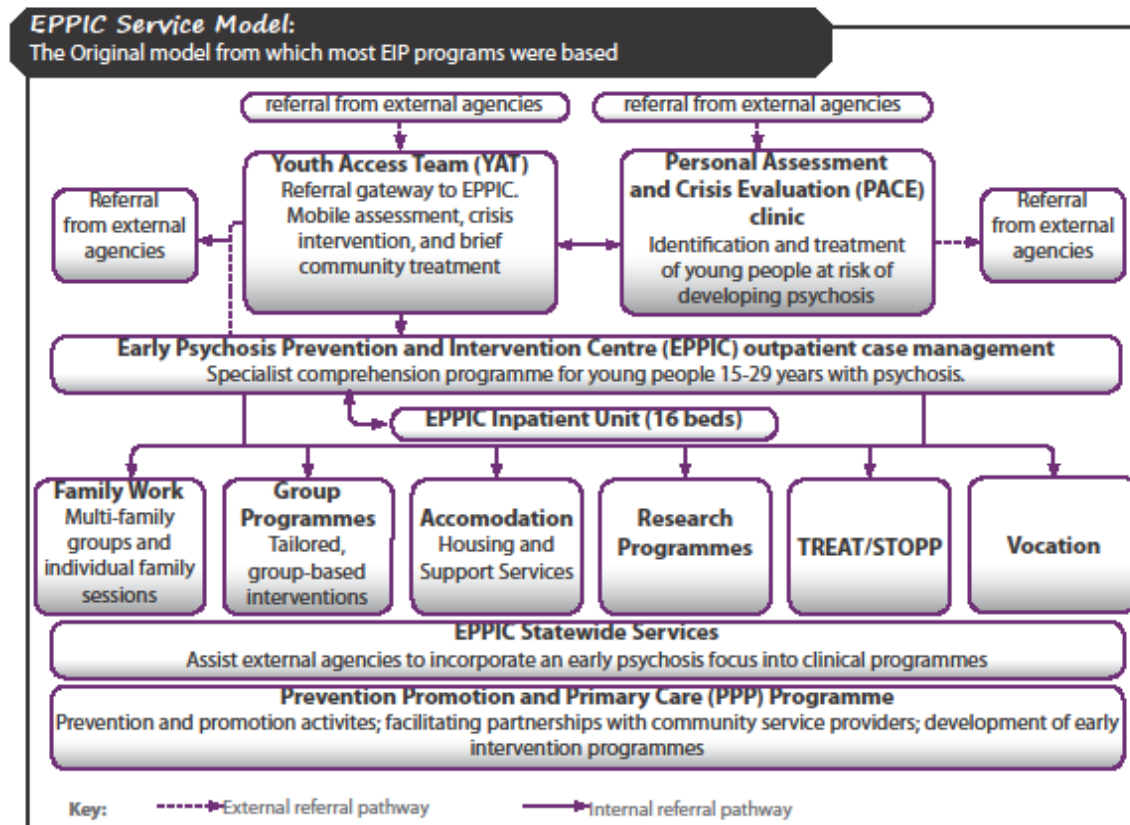 EPPIC Service Model:
The Original model from which most EIP programs were based
referral from external agencies
referral from external agencies
Youth Access Team (YAT)
Referral gateway to EPPIC.
Mobile assessment, crisis
intervention, and brief
community treatment
Personal Assessment
and Crisis Evaluation (PACE)
clinic
Identification and treatment
of young people at risk of
developing psychosis
Referral
from external
agencies
Referral
from external
agencies
Early Psychosis Prevention and Intervention Centre (EPPIC) outpatient case management
Specialist comprehension programme for young people 15-29 years with psychosis.
EPPIC Inpatient Unit (16 beds)
Family Work
Multi-family
groups and
individual family
sessions
Group
Programmes
Tailored,
group-based
interventions
Accomodation
Housing and
Support Services
Research
Programmes
TREAT/STOPP
Vocation
EPPIC Statewide Services
Assist external agencies to incorporate an early psychosis focus into clinical programmes
Prevention Promotion and Primary Care (PPP) Programme
Prevention and promotion activites; facilitating partnerships with community service providers; development of early
intervention programmes
Key:
External referral pathway
Internal referral pathway